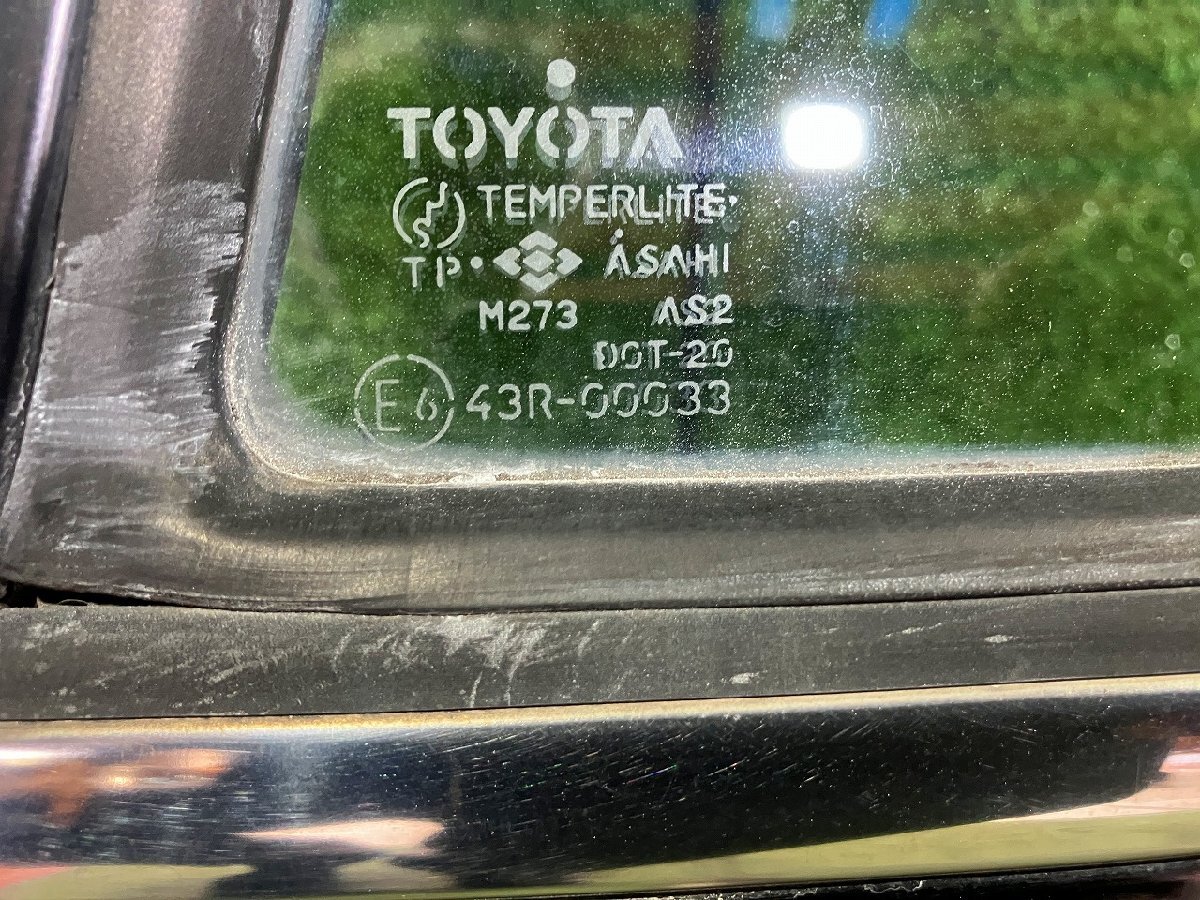 TOYOTA
TEMPERLITE
S
TP ASAHI
M273 AS2
DOT-20
E6 43R-00033